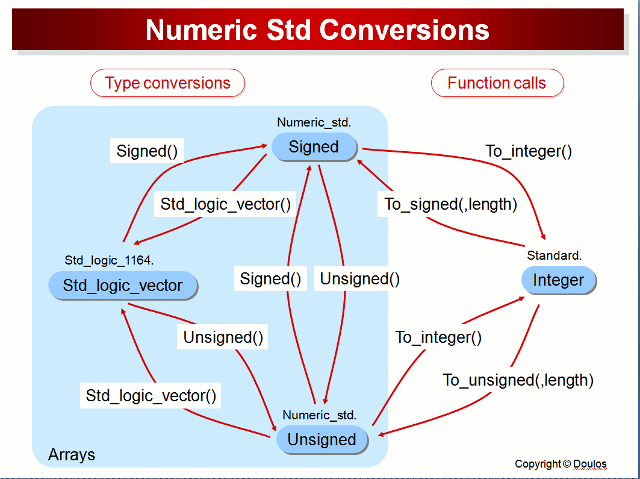 Numeric Std Conversions
Type conversions
Function calls
Numeric_std.
Signed
Signed()
To_integer()
Std_logic_vector()
To_signed(,length)
Std_logic_1164.
Std_logic_vector
Standard.
Integer
Signed()
Unsigned()
Unsigned()
To_integer()
Std_logic_vector()
To_unsigned(,length)
Numeric_std.
Unsigned
Arrays
Copyright © Doulos